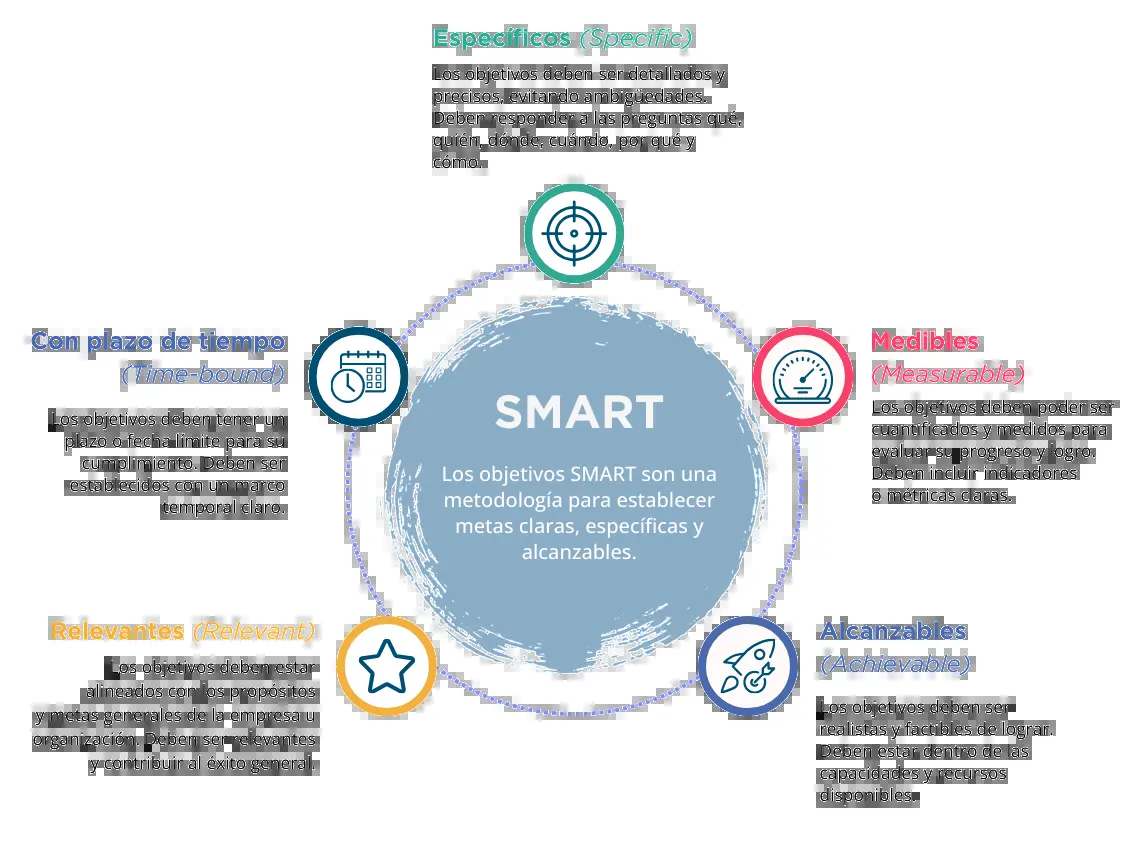 Específicos (Specific)
Los objetivos deben ser detallados y
precisos, evitando ambigüedades.
Deben responder a las preguntas qué,
quién, dónde, cuándo, por qué y
cómo.
Con plazo de tiempo
(Time-bound)
Los objetivos deben tener un
plazo o fecha límite para su
cumplimiento. Deben ser
establecidos con un marco
temporal claro.
SMART
Los objetivos SMART son una
metodología para establecer
metas claras, específicas y
alcanzables.
Medibles
(Measurable)
Los objetivos deben poder ser
cuantificados y medidos para
evaluar su progreso y logro.
Deben incluir indicadores
o métricas claras.
Relevantes (Relevant)
Los objetivos deben estar
alineados con los propósitos
y metas generales de la empresa u
organización. Deben ser relevantes
y contribuir al éxito general.
Alcanzables
(Achievable)
Los objetivos deben ser
realistas y factibles de lograr.
Deben estar dentro de las
capacidades y recursos
disponibles.